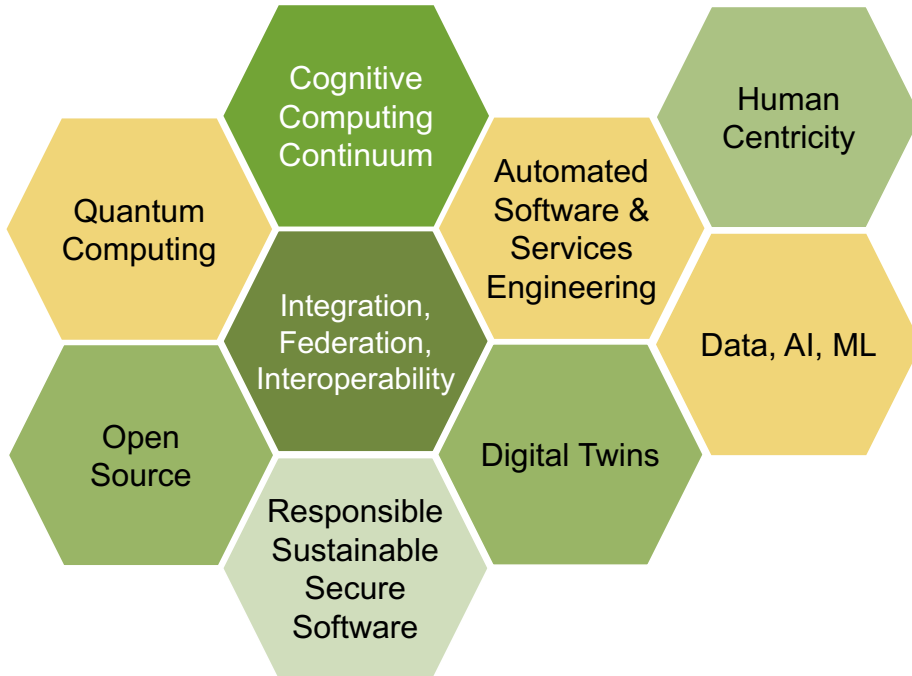 Cognitive
Computing
Continuum
Human
Centricity
Quantum
Computing
Automated
Software &
Services
Engineering
Integration,
Federation,
Interoperability
Data, AI, ML
Open
Source
Digital Twins
Responsible
Sustainable
Secure
Software